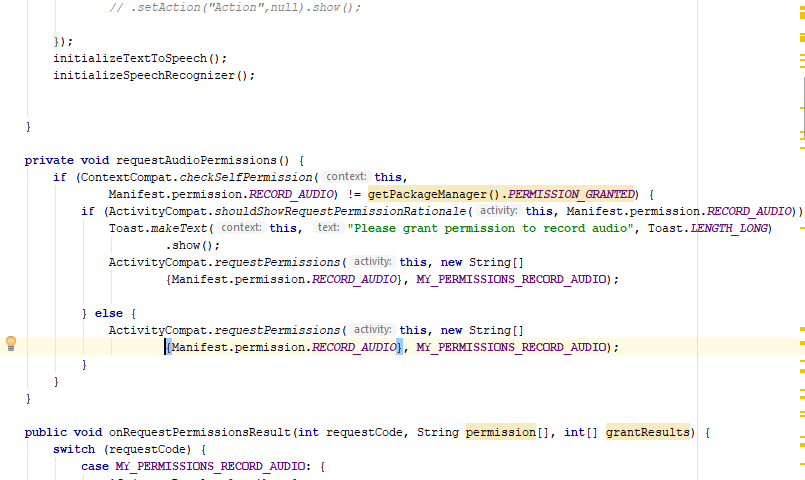 // .setAction("Action",null).show();
});
initializeTextToSpeech();
initializeSpeechRecognizer();
}
private void requestAudioPermissions() {
if (ContextCompat.checkSelfPermission( context: this,
Manifest.permission.RECORD_AUDIO) != getPackageManager().PERMISSION_GRANTED) {
if (ActivityCompat.shouldShowRequestPermissionRationale( activity: this, Manifest.permission.RECORD_AUDIO))
Toast.makeText( context: this, text: "Please grant permission to record audio", Toast.LENGTH_LONG)
.show();
ActivityCompat.requestPermissions( activity: this, new String[]
{Manifest.permission.RECORD_AUDIO}, MY_PERMISSIONS_RECORD_AUDIO);
} else {
ActivityCompat.requestPermissions( activity: this, new String[]
{Manifest.permission.RECORD_AUDIO}, MY_PERMISSIONS_RECORD_AUDIO);
}
}
}
public void onRequestPermissionsResult(int requestCode, String permission[], int[] grantResults) {
switch (requestCode) {
case MY_PERMISSIONS_RECORD_AUDIO: {